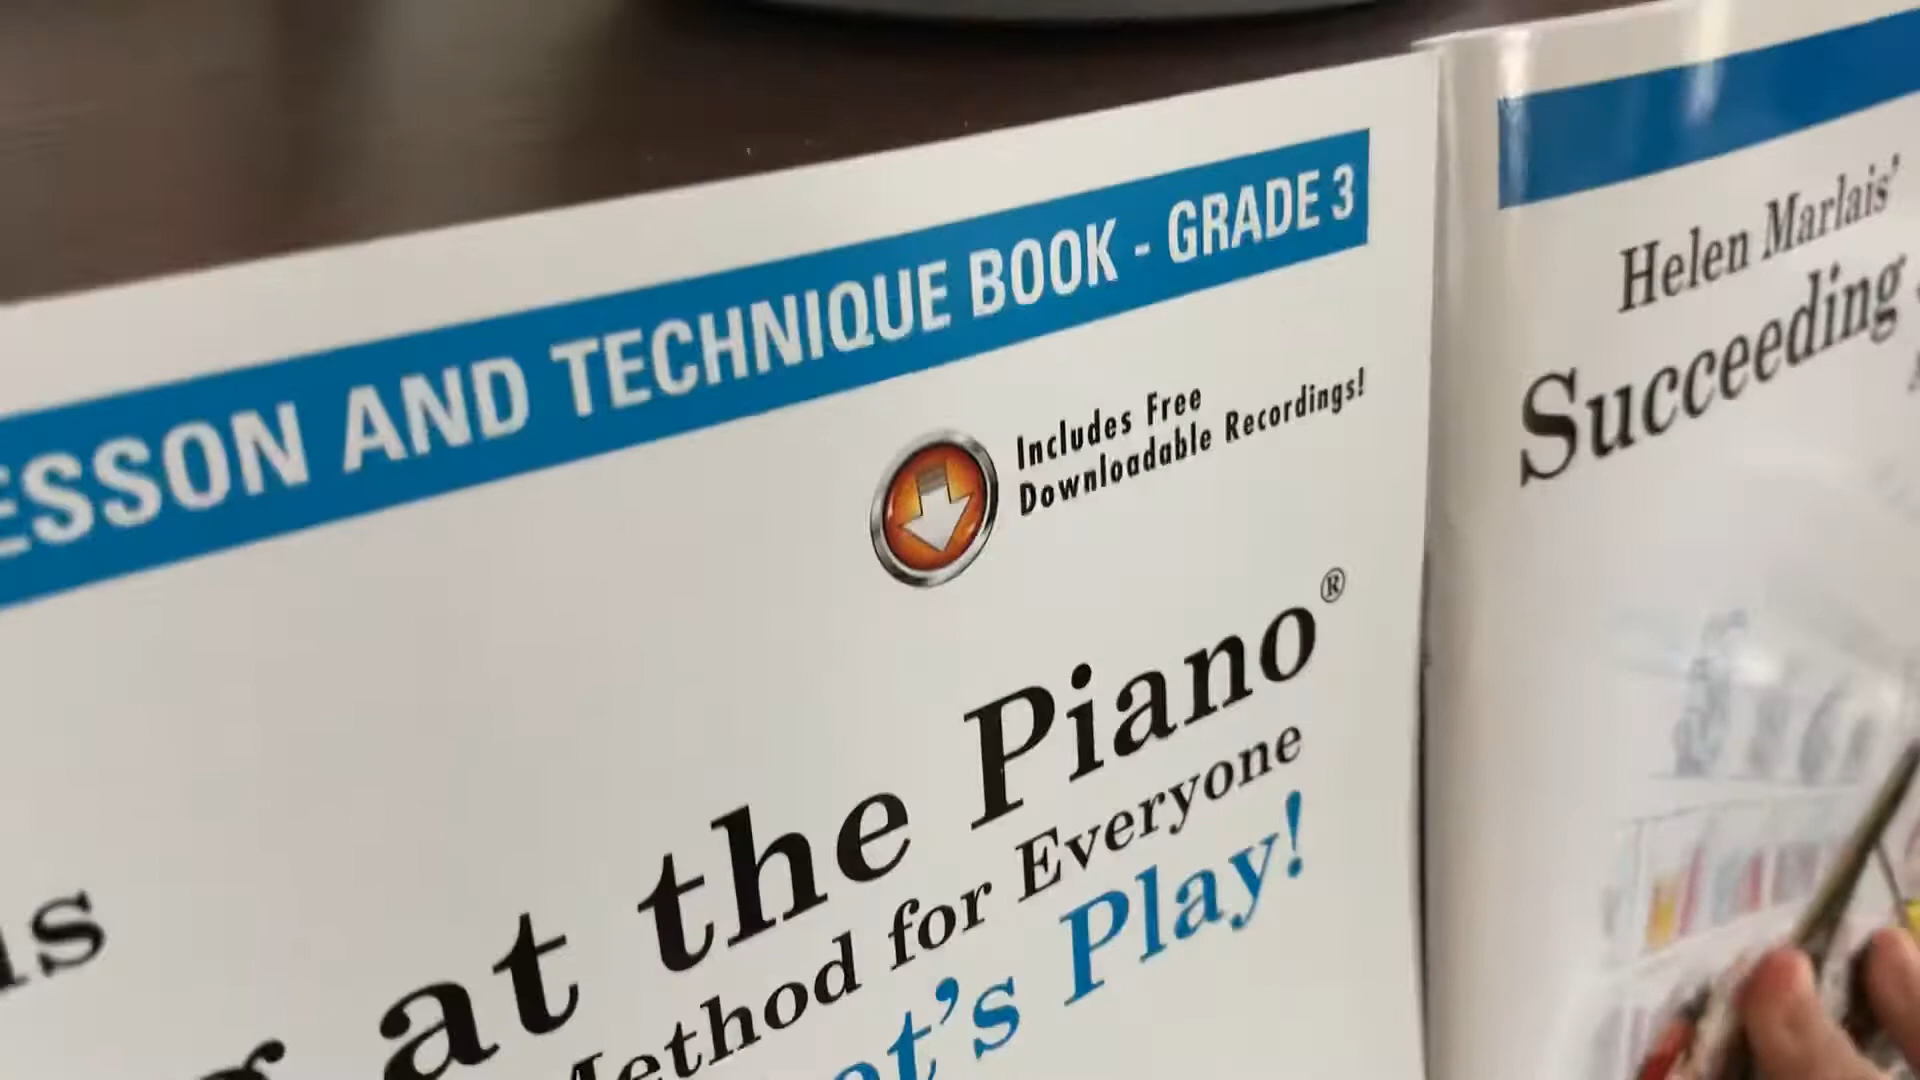 ESSON AND TECHNIQUE BOOK - GRADE 3
Includes Free
Downloadable Recordings!
at the Piano®
Method for Everyone
et's Play!
Helen Marlais'
Succeeding